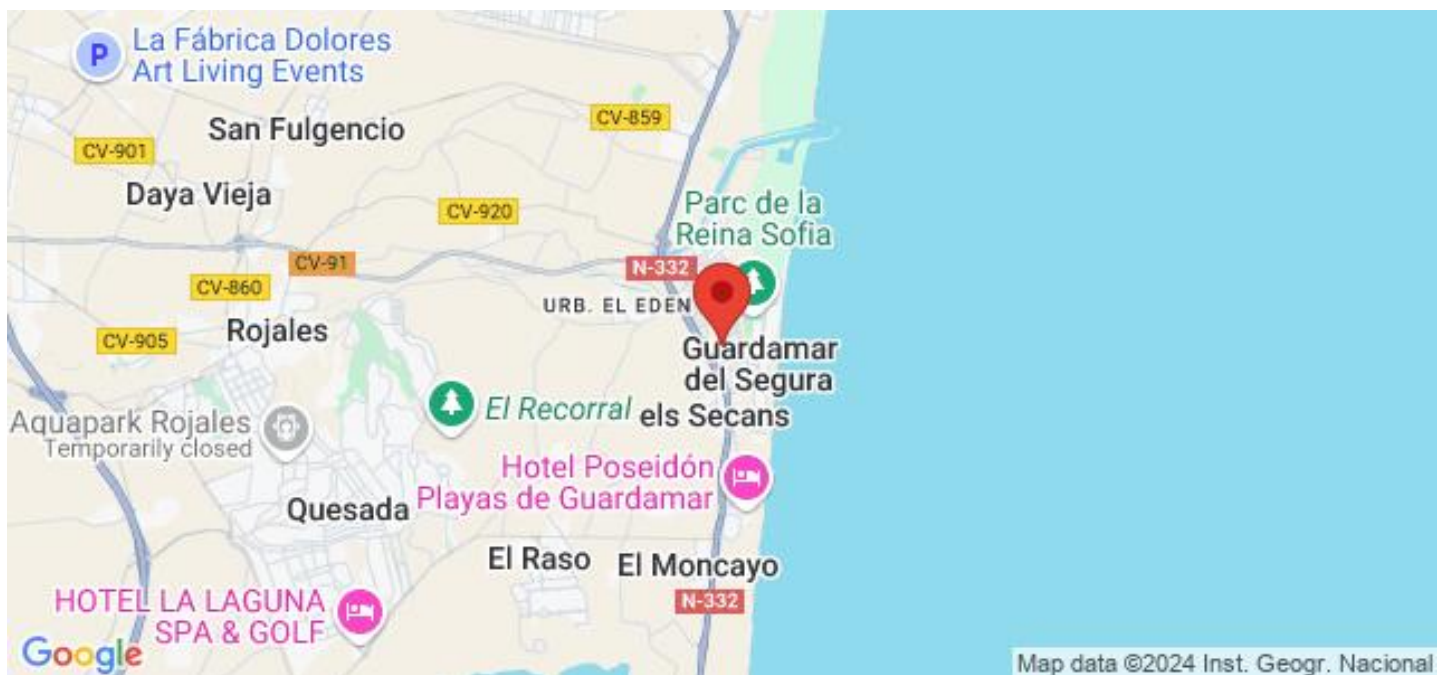 P
La Fábrica Dolores
Art Living Events
San Fulgencio
CV-859
CV-901
Daya Vieja
CV-920
Parc de la
Reina Sofia
CV-91
N-332
CV-860
URB. EL EDEN
Rojales
CV-905
Guardamar
del Segura
El Recorral
els Secans
Aquapark Rojales
Temporarily closed
Hotel Poseidón
Playas de Guardamar
Quesada
El Raso
El Moncayo
HOTEL LA LAGUNA
SPA & GOLF
N-332
Google
Map data ©2024 Inst. Geogr. Nacional